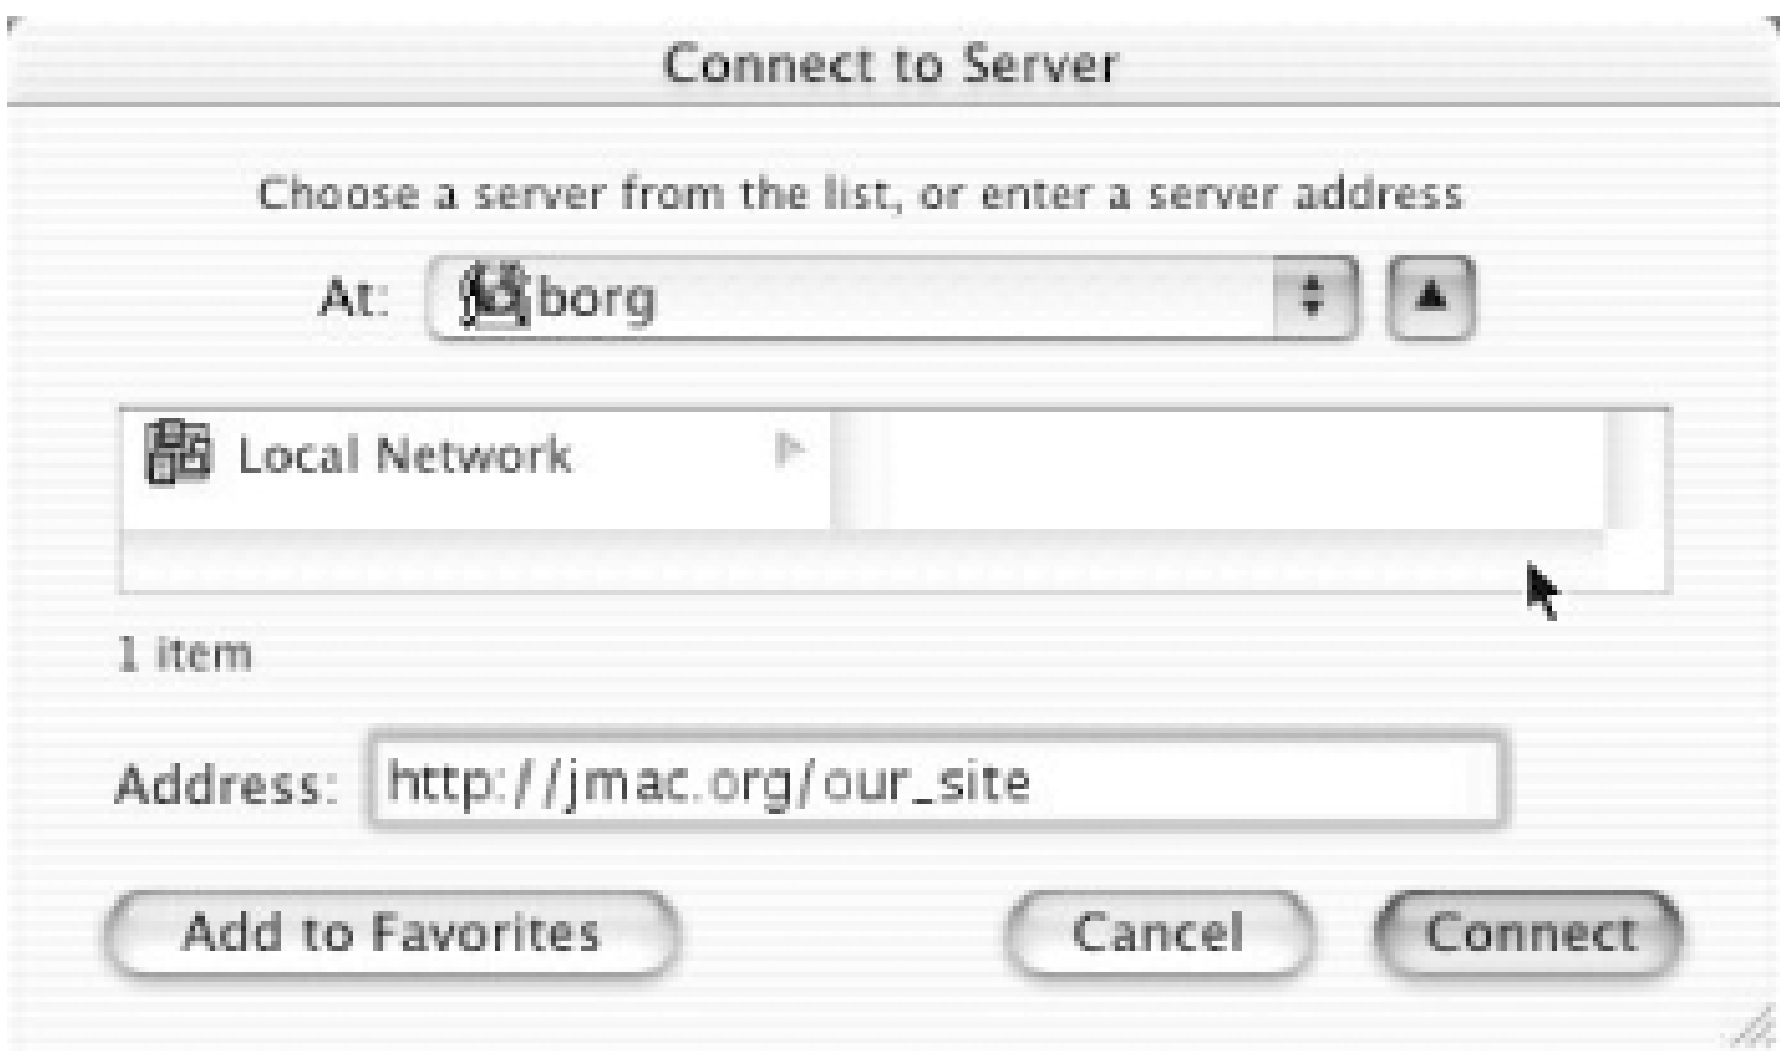 Connect to Server
Choose a server from the list, or enter a server address
At: borg
Local Network
1 item
Address: http://jmac.org/our_site
Add to Favorites Cancel Connect